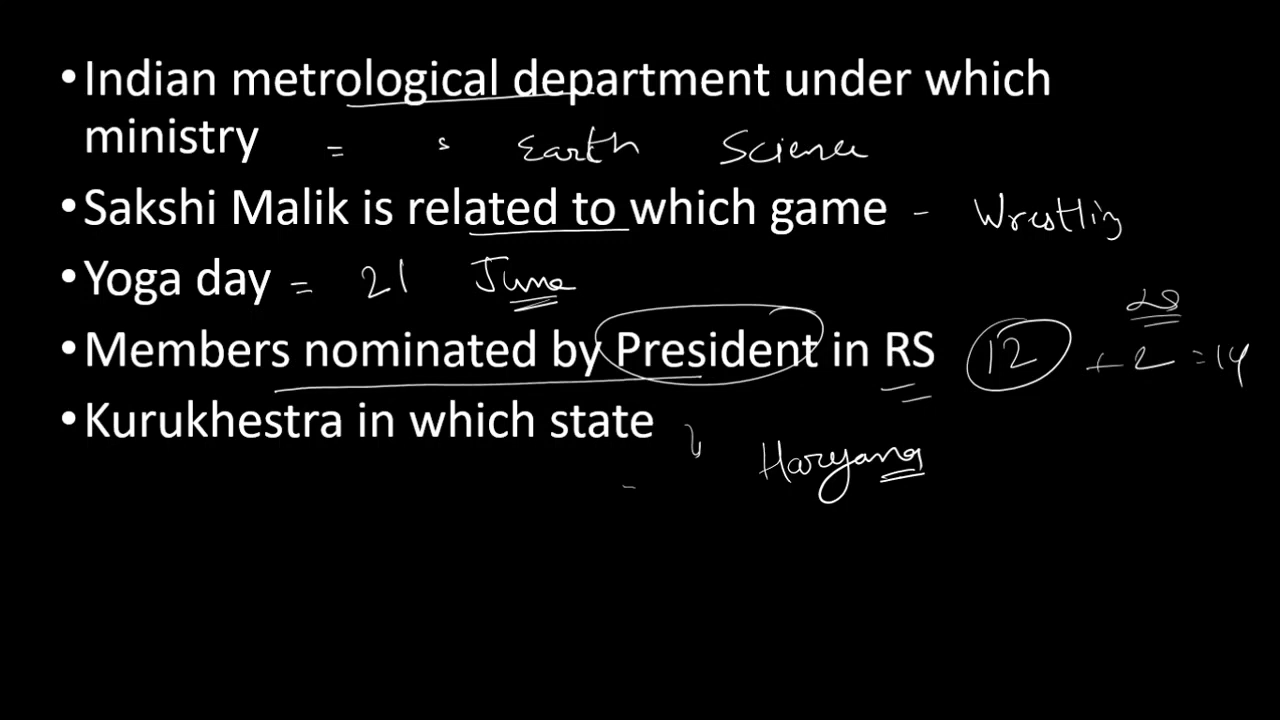 •Indian metrological department under which
ministry = Earth Science
•Sakshi Malik is related to which game - Wrestling
•Yoga day = 21 June
LS
•Members nominated by President in RS 12 + 2 = 14
•Kurukhestra in which state
Haryana